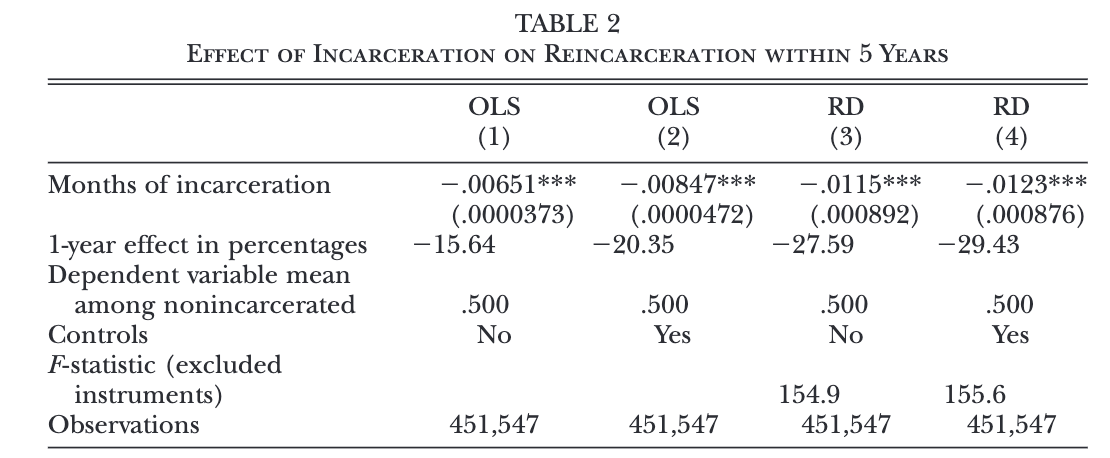 TABLE 2
Effect of Incarceration on Reincarceration within 5 Years
OLS OLS RD RD
(1) (2) (3) (4)
Months of incarceration −.00651*** −.00847*** −.0115*** −.0123***
(.0000373) (.0000472) (.000892) (.000876)
1-year effect in percentages −15.64 −20.35 −27.59 −29.43
Dependent variable mean
among nonincarcerated .500 .500 .500 .500
Controls No Yes No Yes
F-statistic (excluded
instruments) 154.9 155.6
Observations 451,547 451,547 451,547 451,547